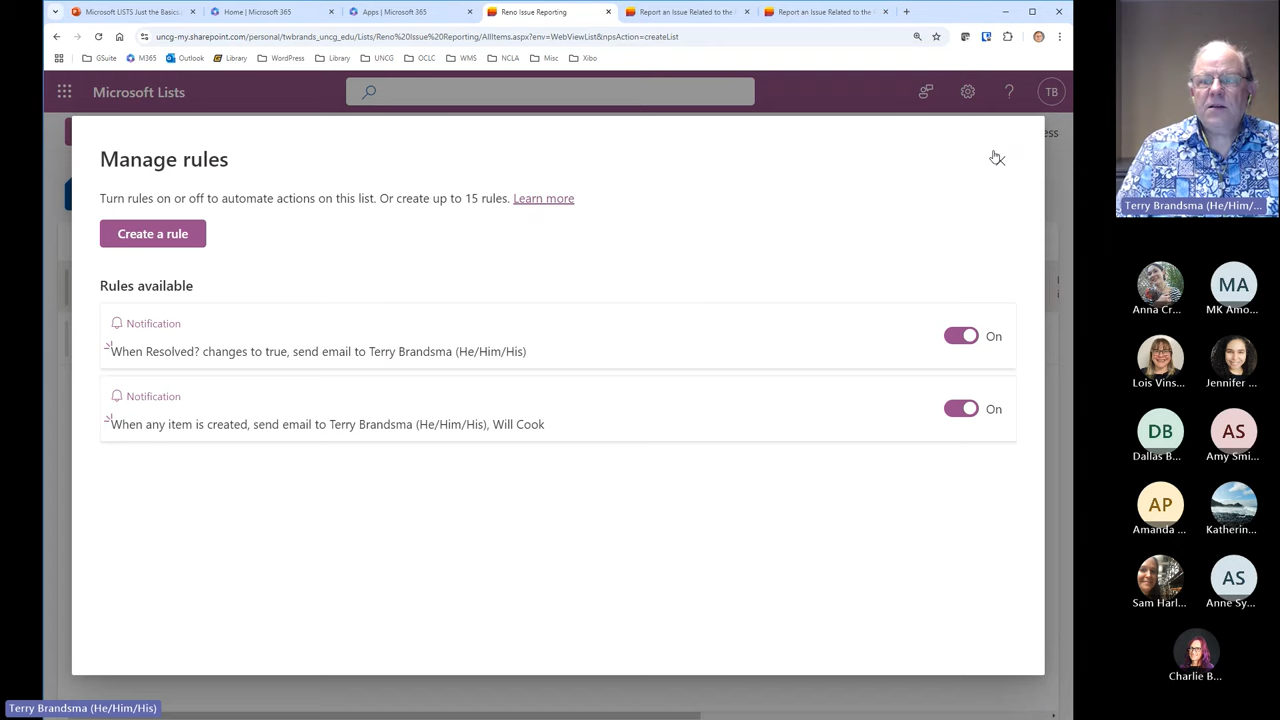 Microsoft LISTS Just the Basics.
Home | Microsoft 365
Apps | Microsoft 365
Reno Issue Reporting
Report an Issue Related to the
Report an Issue Related to the
uncg-my.sharepoint.com/personal/twbrands_uncg_edu/Lists/Reno%20Issue%20Reporting/AllItems.aspx?env=WebViewList&npsAction=createList
GSuite
M365
Outlook
Library
WordPress
Library
UNCG
OCLC
WMS
NCLA
Misc
Xibo
Microsoft Lists
TB
Manage rules
Turn rules on or off to automate actions on this list. Or create up to 15 rules. Learn more
Create a rule
Rules available
Notification
When Resolved? changes to true, send email to Terry Brandsma (He/Him/His)
On
Notification
When any item is created, send email to Terry Brandsma (He/Him/His), Will Cook
On
ess
Terry Brandsma (He/Him/His)
Terry Brandsma (He/Him/...
Anna Cr...
MA
MK Amo...
Lois Vins...
Jennifer ...
DB
Dallas B...
AS
Amy Smi...
AP
Amanda ...
Katherin...
Sam Harl...
AS
Anne Sy...
Charlie B...